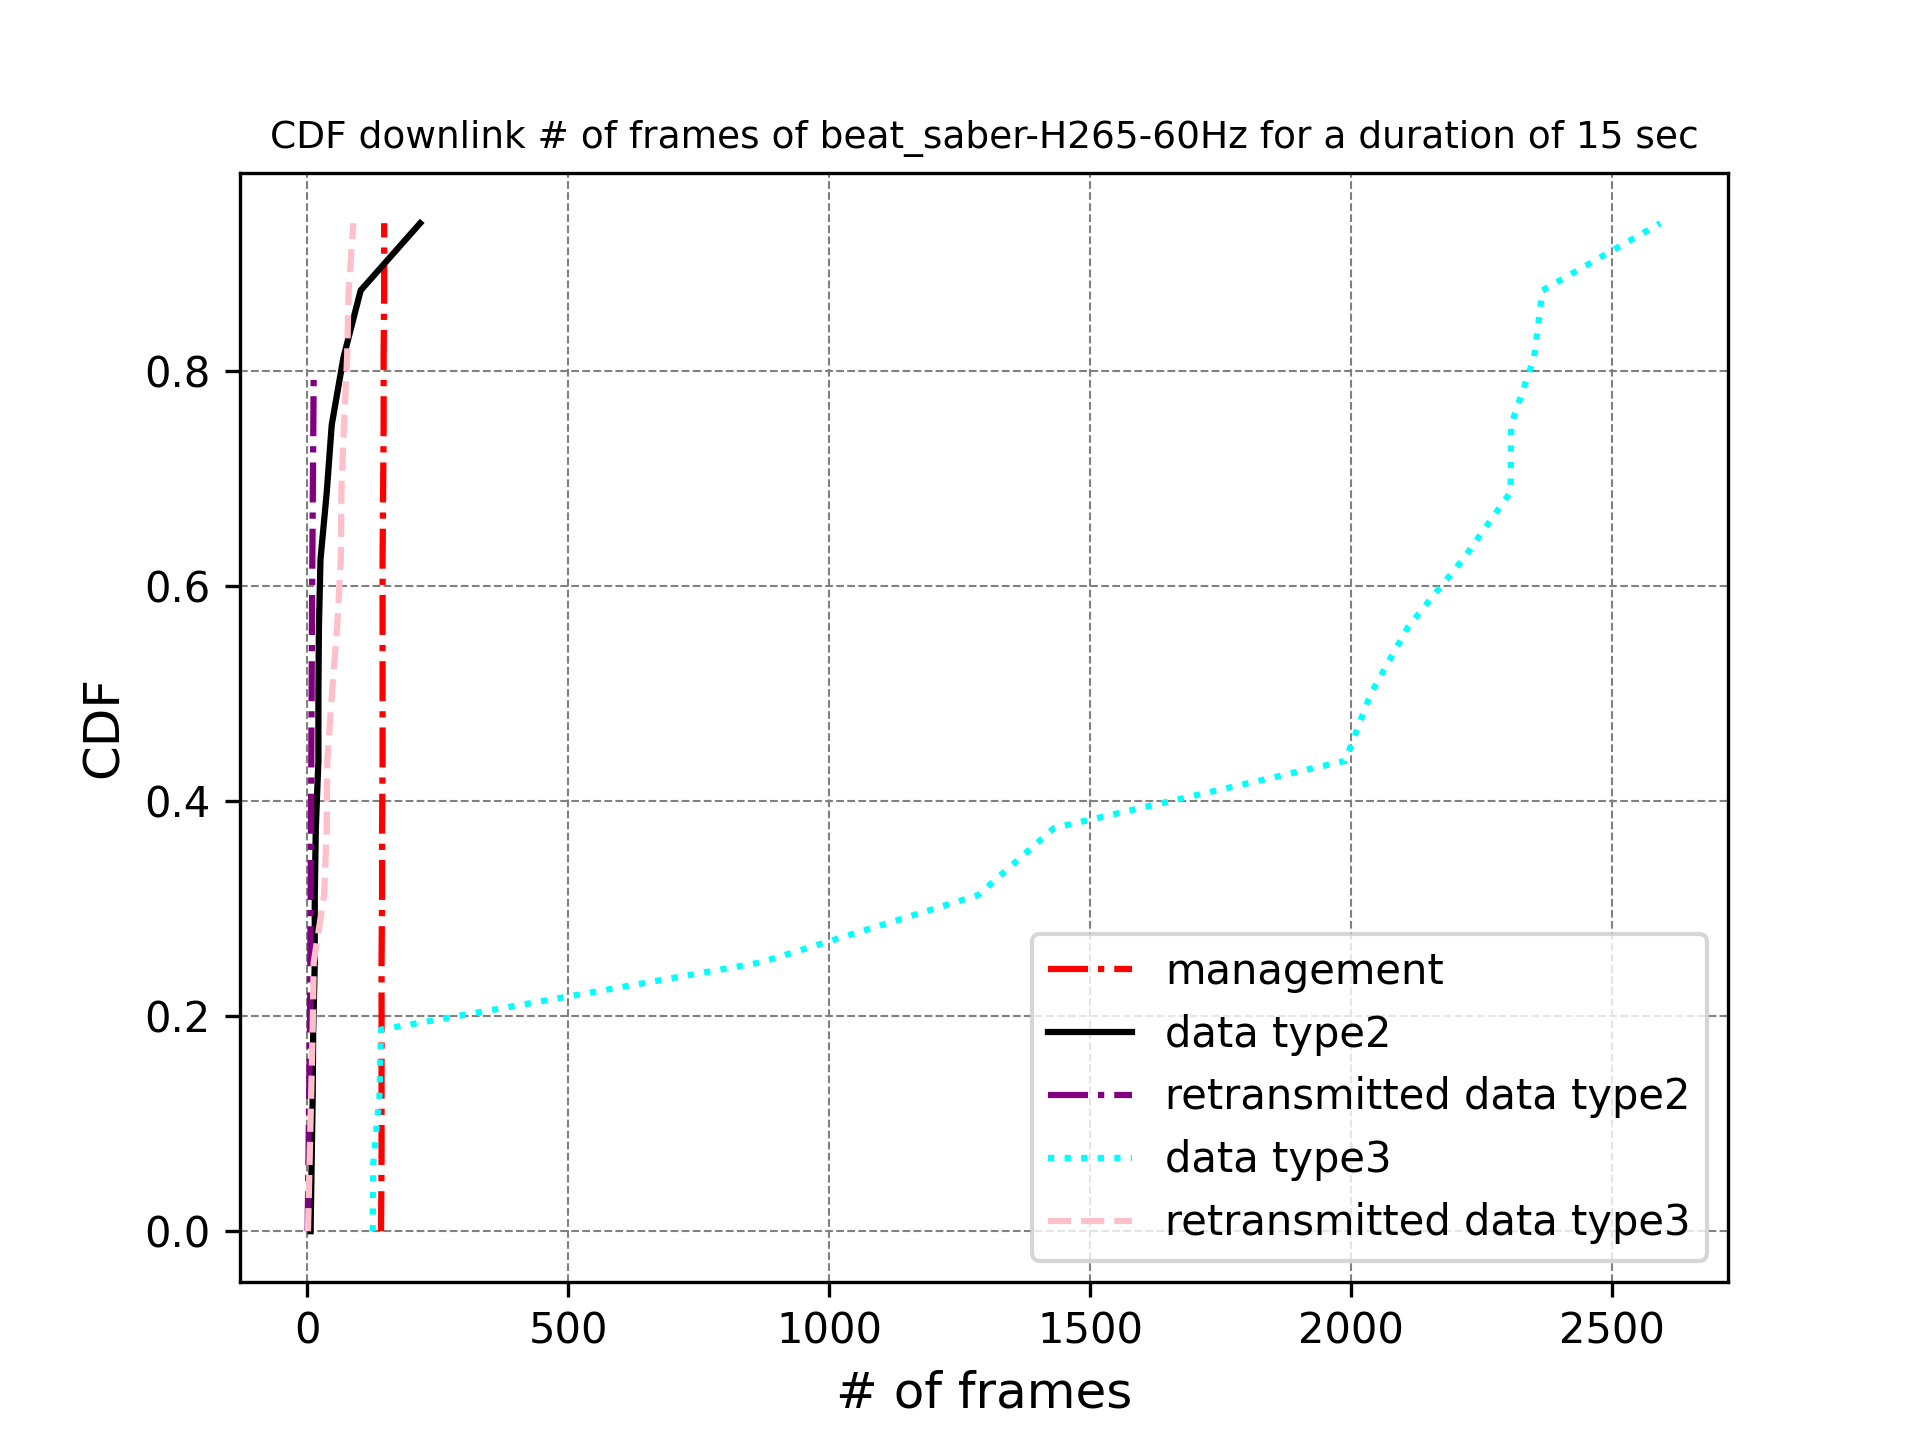 CDF downlink # of frames of beat_saber-H265-60Hz for a duration of 15 sec
CDF
0.8
0.6
0.4
0.2
0.0
management
data type2
retransmitted data type2
data type3
retransmitted data type3
0 500 1000 1500 2000 2500
# of frames